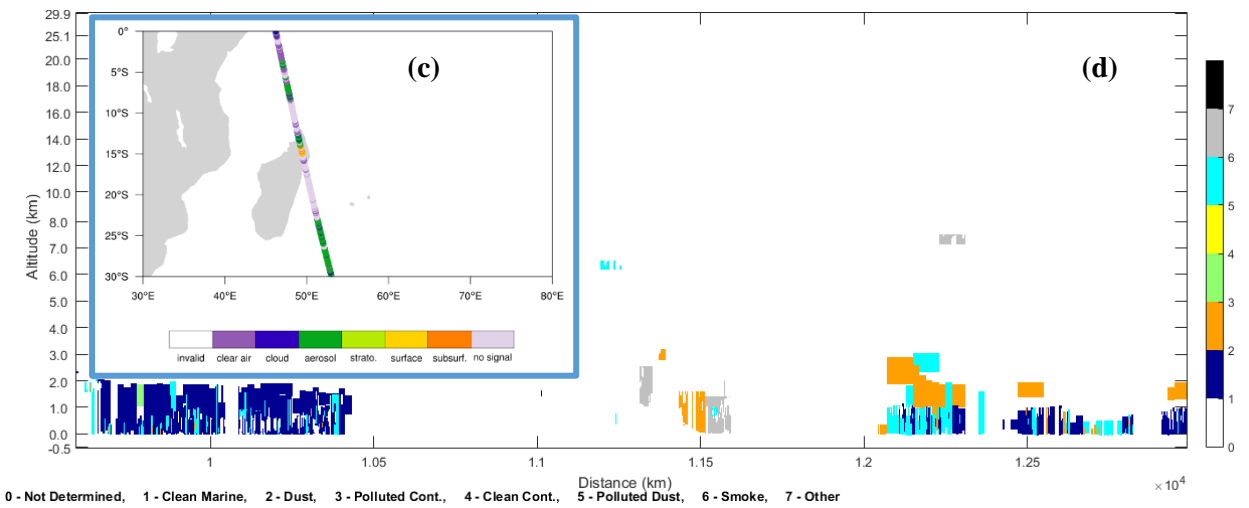 29.9
25.1
20.0
18.0
16.0
14.0
12.0
10.0
8.0
7.0
6.0
5.0
4.0
3.0
2.0
1.0
0.0
-0.5
Altitude (km)
(c)
0°
5°S
10°S
15°S
20°S
25°S
30°S
30°E 40°E 50°E 60°E 70°E 80°E
invalid clear air cloud aerosol strato. surface subsurf. no signal
(d)
7
6
5
4
3
2
1
0
1 1.05 1.1 1.15 1.2 1.25
Distance (km)
×10⁴
0 - Not Determined, 1 - Clean Marine, 2 - Dust, 3 - Polluted Cont., 4 - Clean Cont., 5 - Polluted Dust, 6 - Smoke, 7 - Other